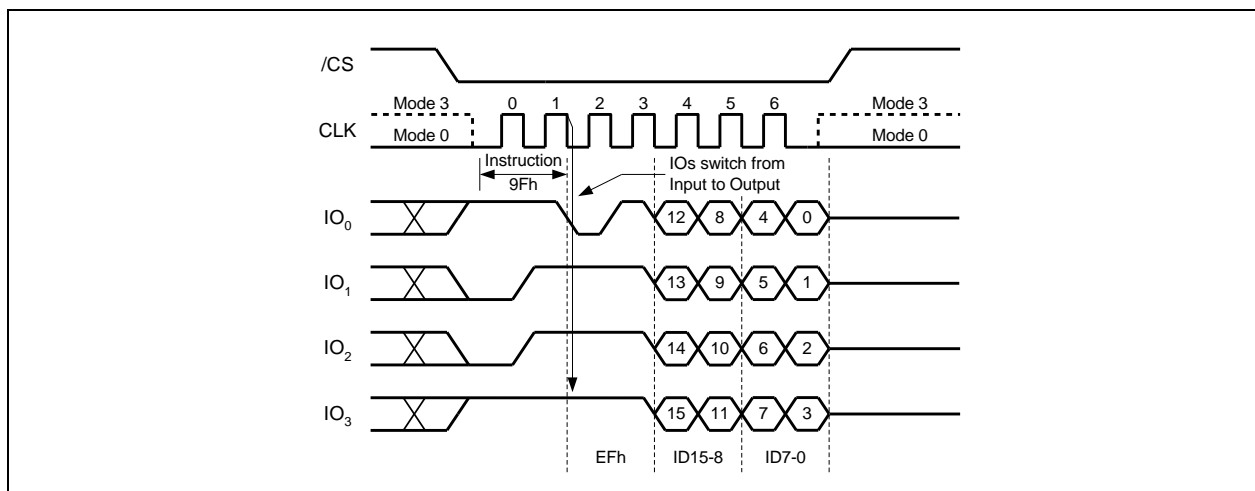 /CS
Mode 3 0 1 2 3 4 5 6 Mode 3
CLK
Mode 0 Mode 0
Instruction
9Fh
IOs switch from
Input to Output
IO0 12 8 4 0
IO1 13 9 5 1
IO2 14 10 6 2
IO3 15 11 7 3
EFh ID15-8 ID7-0